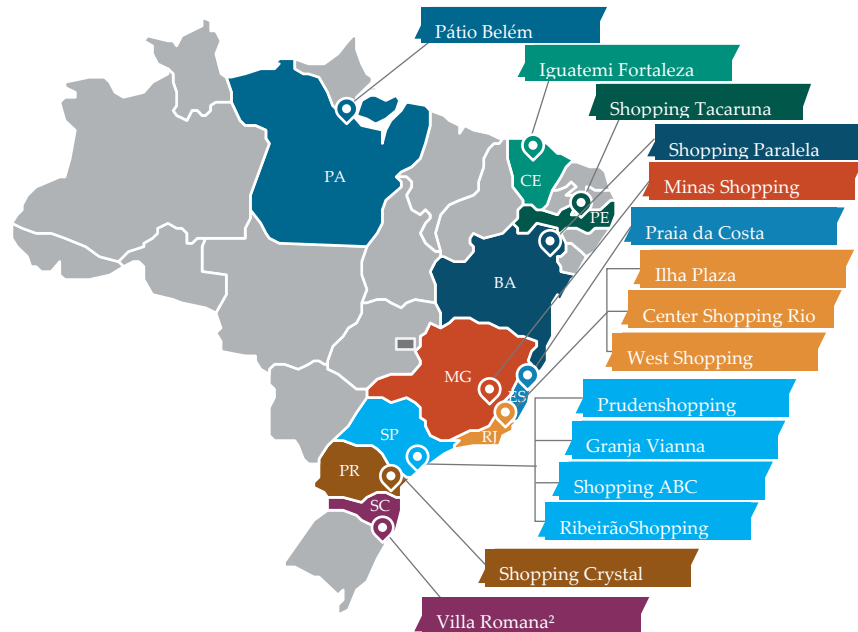 Pátio Belém
Iguatemi Fortaleza
Shopping Tacaruna
Shopping Paralela
Minas Shopping
Praia da Costa
Ilha Plaza
Center Shopping Rio
West Shopping
Prudenshopping
Granja Vianna
Shopping ABC
RibeirãoShopping
Shopping Crystal
Villa Romana²
PA
CE
PE
BA
MG
ES
RJ
SP
PR
SC